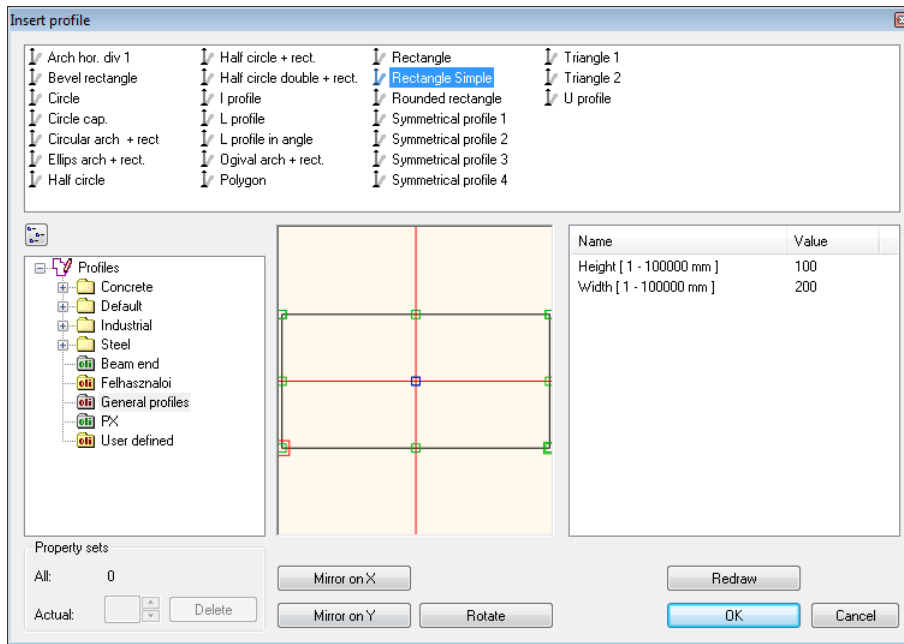 Insert profile
Arch hor. div 1
Bevel rectangle
Circle
Circle cap.
Circular arch + rect
Ellips arch + rect.
Half circle
Half circle + rect.
Half circle double + rect.
I profile
L profile
L profile in angle
Ogival arch + rect.
Polygon
Rectangle
Rectangle Simple
Rounded rectangle
Symmetrical profile 1
Symmetrical profile 2
Symmetrical profile 3
Symmetrical profile 4
Triangle 1
Triangle 2
U profile
Profiles
Concrete
Default
Industrial
Steel
oli Beam end
oli Felhasznaloi
oli General profiles
oli PX
oli User defined
Name Value
Height [ 1 - 100000 mm ] 100
Width [ 1 - 100000 mm ] 200
Property sets
All: 0
Actual: Delete
Mirror on X
Mirror on Y Rotate
Redraw
OK Cancel